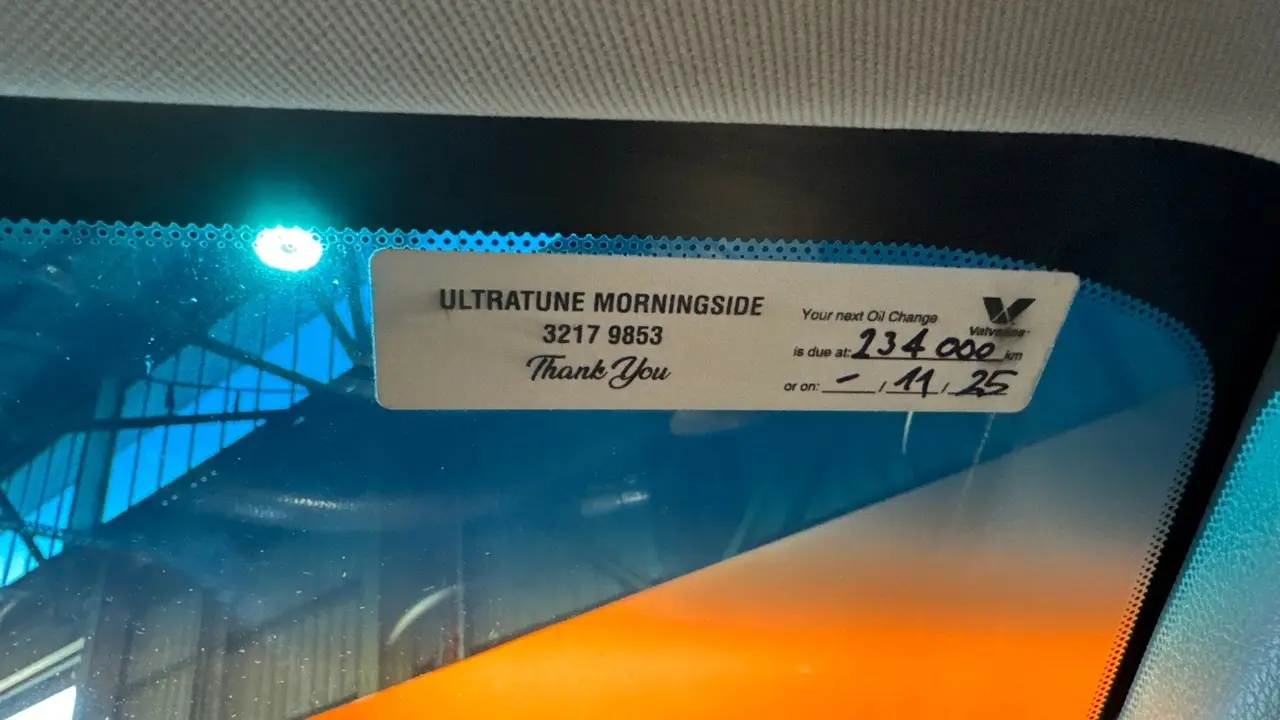 ULTRATUNE MORNINGSIDE
3217 9853
Thank You
Valvoline
Your next Oil Change
is due at: 234 000 km
or on: - / 11 / 25